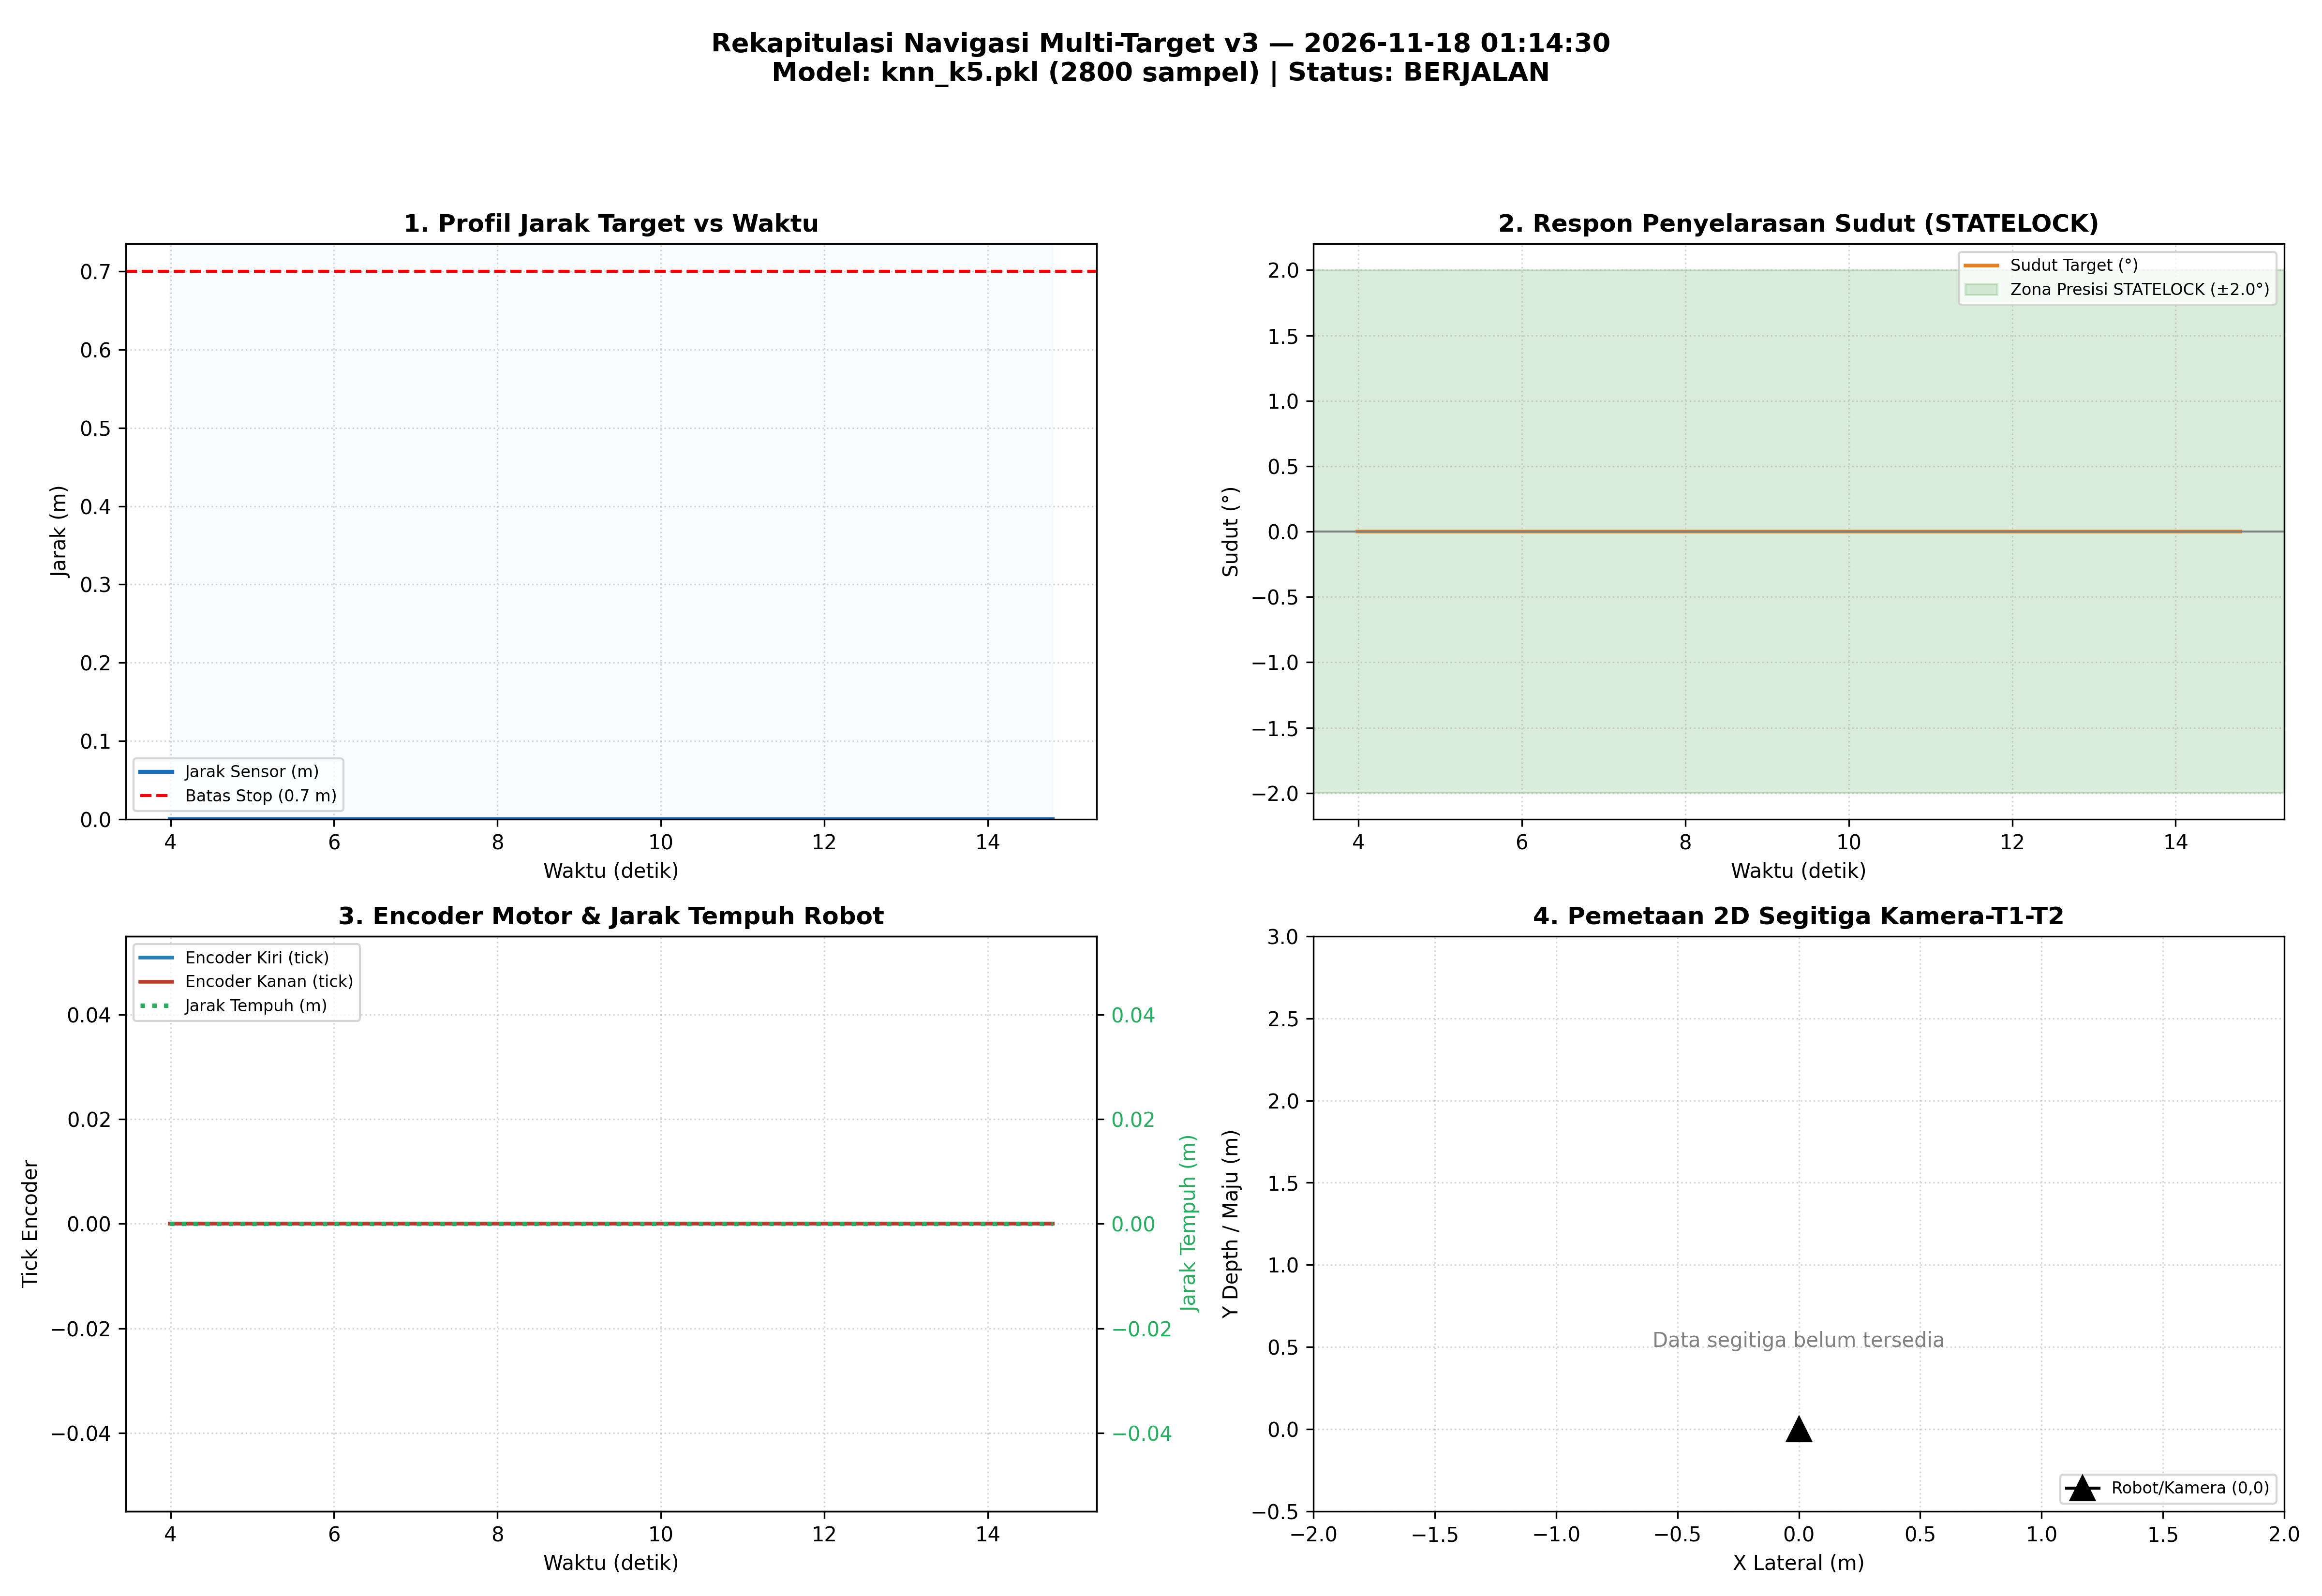 Rekapitulasi Navigasi Multi-Target v3 — 2026-11-18 01:14:30
Model: knn_k5.pkl (2800 sampel) | Status: BERJALAN
1. Profil Jarak Target vs Waktu
Jarak (m)
0.7
0.6
0.5
0.4
0.3
0.2
0.1
0.0
Jarak Sensor (m)
Batas Stop (0.7 m)
4 6 8 10 12 14
Waktu (detik)
2. Respon Penyelarasan Sudut (STATELOCK)
Sudut (°)
2.0
1.5
1.0
0.5
0.0
−0.5
−1.0
−1.5
−2.0
Sudut Target (°)
Zona Presisi STATELOCK (±2.0°)
4 6 8 10 12 14
Waktu (detik)
3. Encoder Motor & Jarak Tempuh Robot
Tick Encoder
0.04
0.02
0.00
−0.02
−0.04
Encoder Kiri (tick)
Encoder Kanan (tick)
Jarak Tempuh (m)
0.04
0.02
0.00
−0.02
−0.04
Jarak Tempuh (m)
4 6 8 10 12 14
Waktu (detik)
4. Pemetaan 2D Segitiga Kamera-T1-T2
Y Depth / Maju (m)
3.0
2.5
2.0
1.5
1.0
0.5
0.0
−0.5
Data segitiga belum tersedia
Robot/Kamera (0,0)
−2.0 −1.5 −1.0 −0.5 0.0 0.5 1.0 1.5 2.0
X Lateral (m)